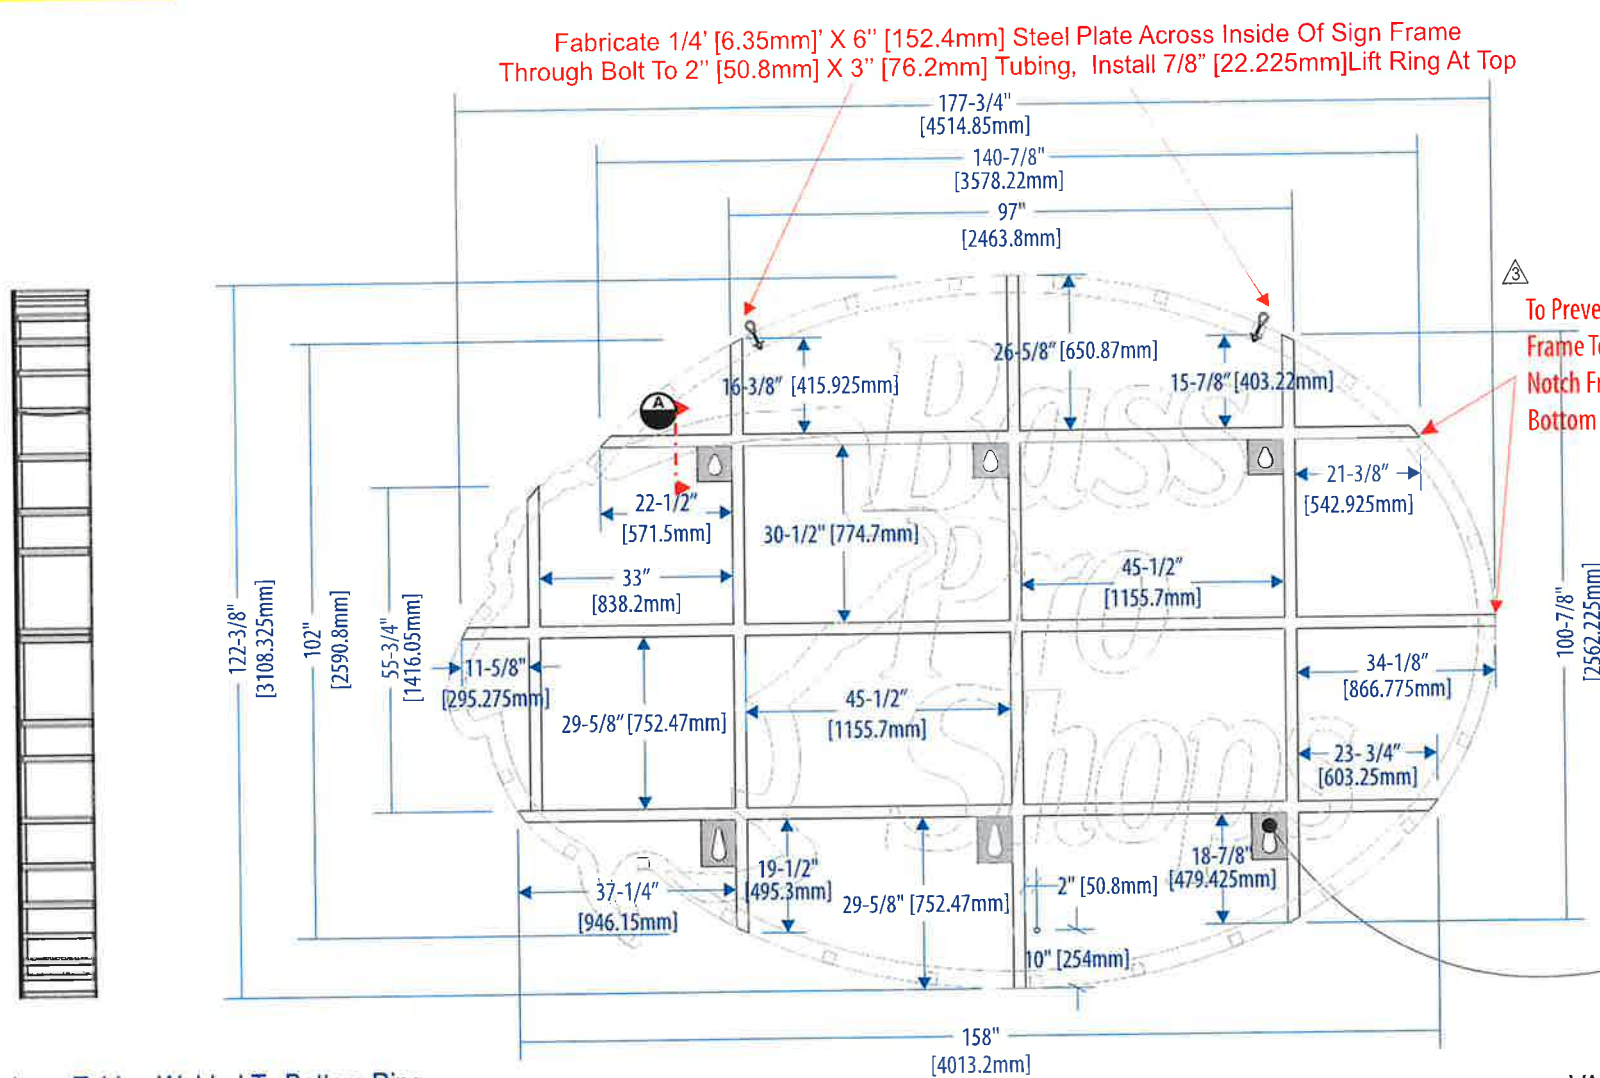 Fabricate 1/4' [6.35mm]' X 6" [152.4mm] Steel Plate Across Inside Of Sign Frame
Through Bolt To 2" [50.8mm] X 3" [76.2mm] Tubing, Install 7/8" [22.225mm]Lift Ring At Top
177-3/4"
[4514.85mm]
140-7/8"
[3578.22mm]
97"
[2463.8mm]
3
To Preve
Frame T
Notch Fr
Bottom
26-5/8" [650.87mm]
16-3/8" [415.925mm]
15-7/8" [403.22mm]
A
Bass
Pro
Shops
21-3/8"
[542.925mm]
22-1/2"
[571.5mm]
30-1/2" [774.7mm]
33"
[838.2mm]
45-1/2"
[1155.7mm]
122-3/8"
[3108.325mm]
102"
[2590.8mm]
55-3/4"
[1416.05mm]
100-7/8"
[2562.225mm]
11-5/8"
[295.275mm]
34-1/8"
[866.775mm]
29-5/8" [752.47mm]
45-1/2"
[1155.7mm]
23- 3/4"
[603.25mm]
37-1/4"
[946.15mm]
19-1/2"
[495.3mm]
29-5/8" [752.47mm]
2" [50.8mm]
18-7/8"
[479.425mm]
10" [254mm]
158"
[4013.2mm]